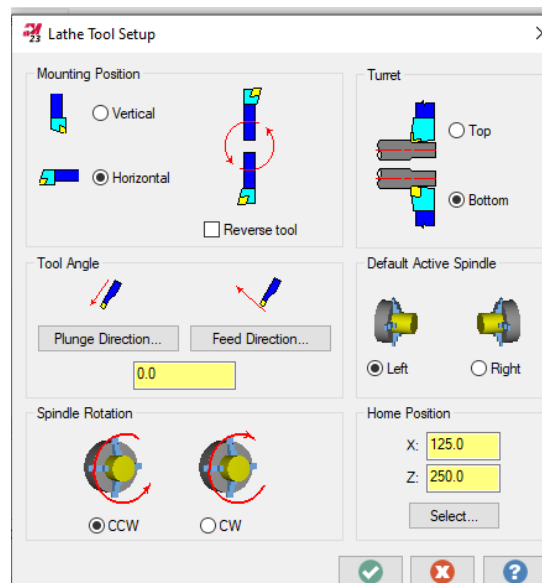 23 Lathe Tool Setup
Mounting Position
Vertical
Horizontal
Reverse tool
Turret
Top
Bottom
Tool Angle
Plunge Direction...
Feed Direction...
0.0
Default Active Spindle
Left
Right
Spindle Rotation
CCW
CW
Home Position
X: 125.0
Z: 250.0
Select...
?